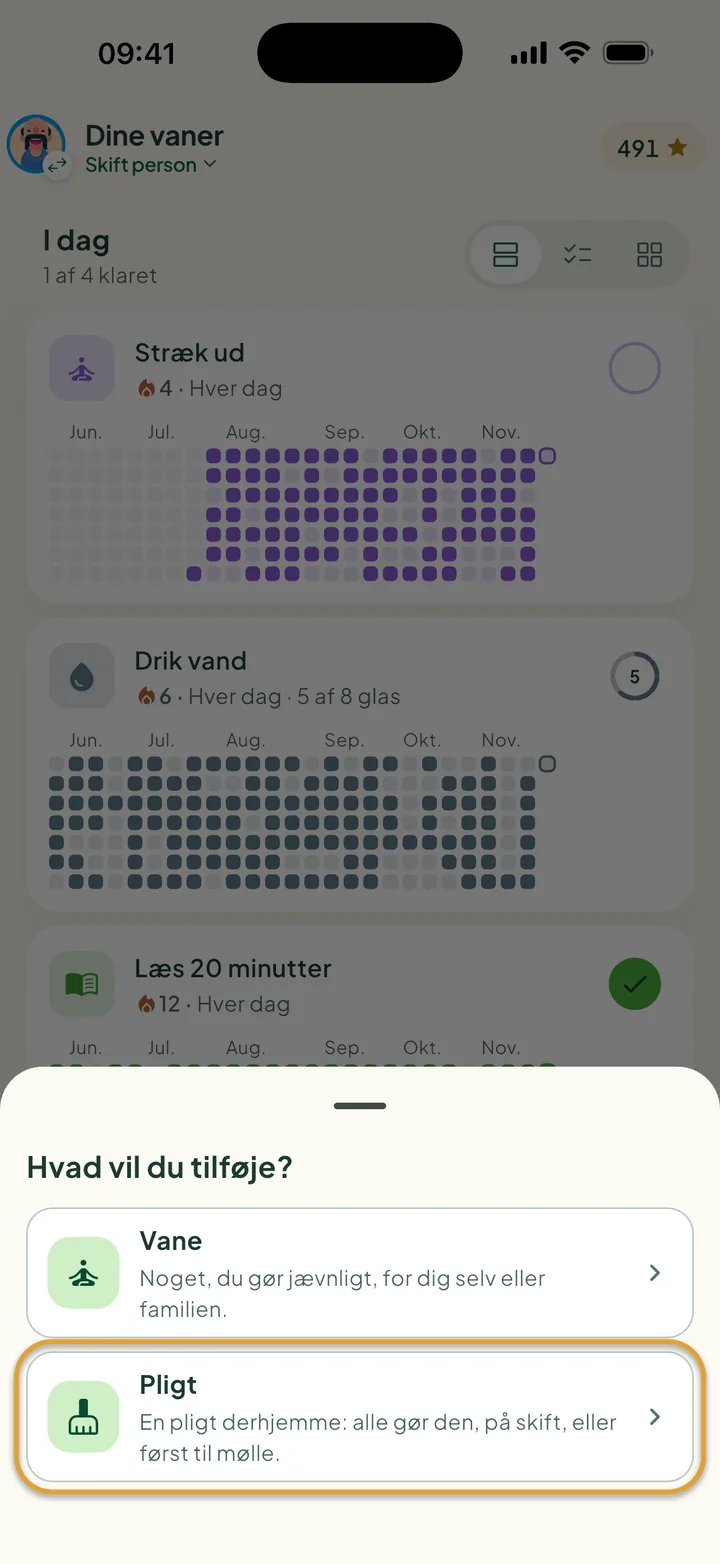 09:41
Dine vaner
Skift person
491
I dag
1 af 4 klaret
Stræk ud
4 · Hver dag
Jun. Jul. Aug. Sep. Okt. Nov.
Drik vand
6 · Hver dag · 5 af 8 glas
5
Jun. Jul. Aug. Sep. Okt. Nov.
Læs 20 minutter
12 · Hver dag
Jun. Jul. Aug. Sep. Okt. Nov.
Hvad vil du tilføje?
Vane
Noget, du gør jævnligt, for dig selv eller
familien.
Pligt
En pligt derhjemme: alle gør den, på skift, eller
først til mølle.